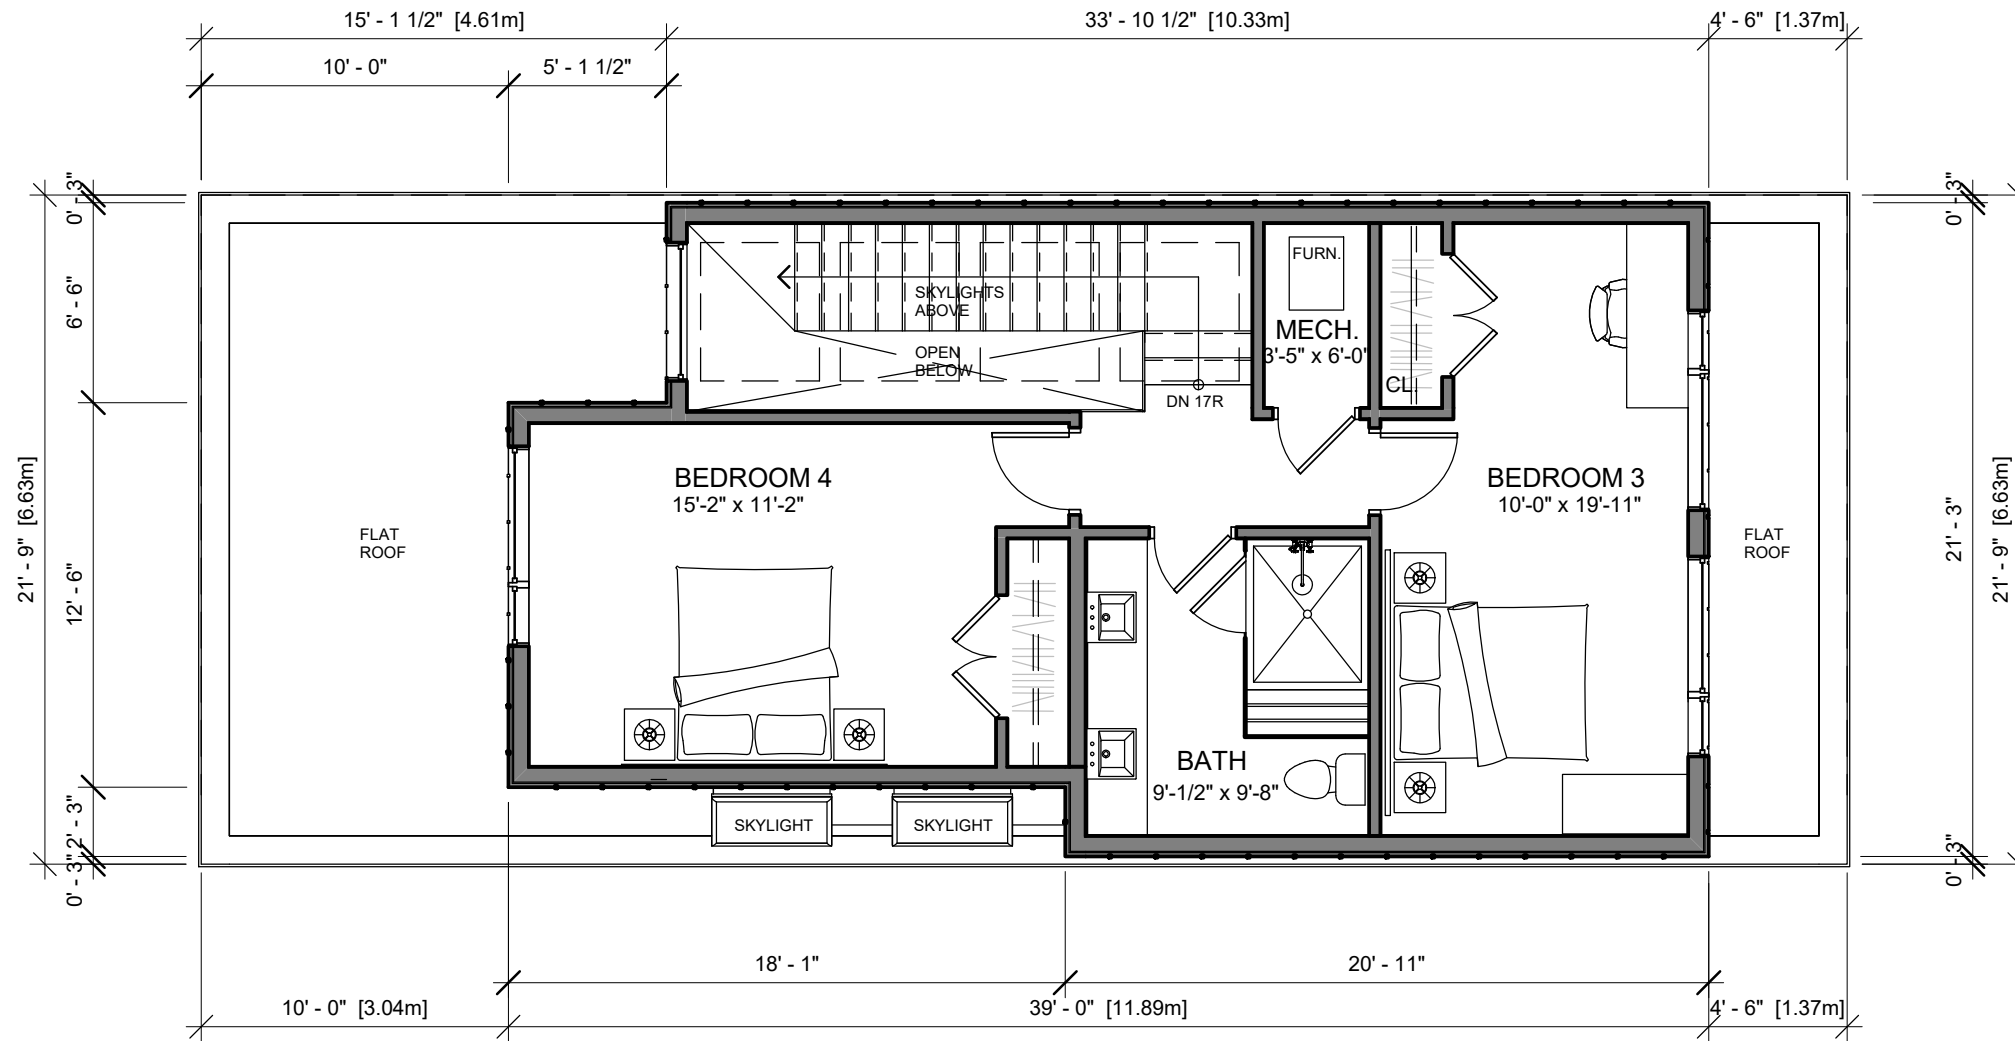 15' - 1 1/2" [4.61m]
33' - 10 1/2" [10.33m]
4' - 6" [1.37m]
10' - 0"
5' - 1 1/2"
0' - 3"
6' - 6"
21' - 9" [6.63m]
12' - 6"
2' - 3"
0' - 3"
SKYLIGHTS
ABOVE
OPEN
BELOW
DN 17R
FURN.
MECH.
3'-5" x 6'-0"
CL.
BEDROOM 4
15'-2" x 11'-2"
BEDROOM 3
10'-0" x 19'-11"
FLAT
ROOF
FLAT
ROOF
BATH
9'-1/2" x 9'-8"
SKYLIGHT
SKYLIGHT
0' - 3"
21' - 3"
21' - 9" [6.63m]
0' - 3"
18' - 1"
20' - 11"
10' - 0" [3.04m]
39' - 0" [11.89m]
4' - 6" [1.37m]